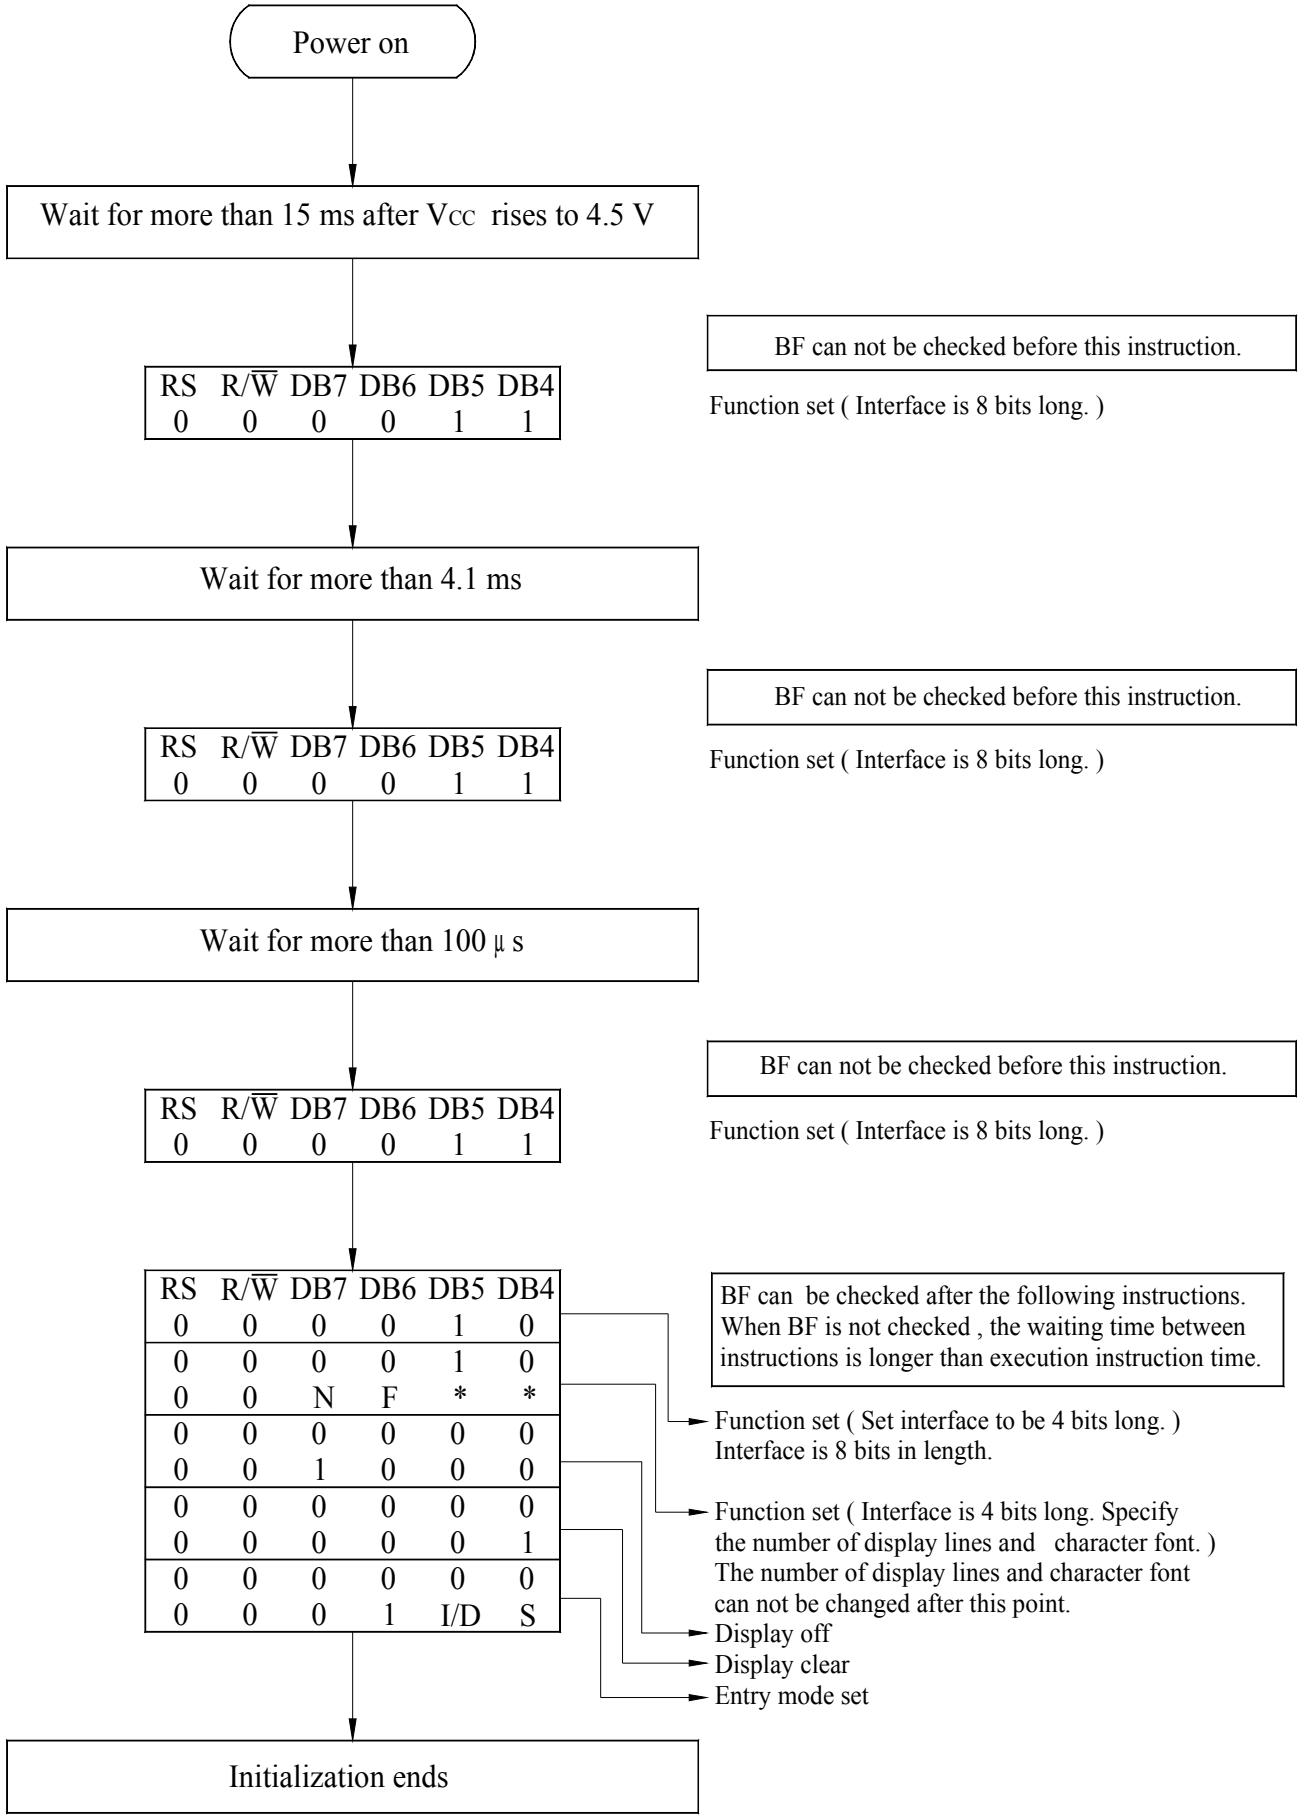 Power on
Wait for more than 15 ms after Vcc rises to 4.5 V
BF can not be checked before this instruction.
RS R/W̅ DB7 DB6 DB5 DB4
0 0 0 0 1 1
Function set ( Interface is 8 bits long. )
Wait for more than 4.1 ms
BF can not be checked before this instruction.
RS R/W̅ DB7 DB6 DB5 DB4
0 0 0 0 1 1
Function set ( Interface is 8 bits long. )
Wait for more than 100 μ s
BF can not be checked before this instruction.
RS R/W̅ DB7 DB6 DB5 DB4
0 0 0 0 1 1
Function set ( Interface is 8 bits long. )
RS R/W̅ DB7 DB6 DB5 DB4
0 0 0 0 1 0
0 0 0 0 1 0
0 0 N F * *
0 0 0 0 0 0
0 0 1 0 0 0
0 0 0 0 0 0
0 0 0 0 0 1
0 0 0 0 0 0
0 0 0 1 I/D S
BF can be checked after the following instructions.
When BF is not checked , the waiting time between
instructions is longer than execution instruction time.
Function set ( Set interface to be 4 bits long. )
Interface is 8 bits in length.
Function set ( Interface is 4 bits long. Specify
the number of display lines and character font. )
The number of display lines and character font
can not be changed after this point.
Display off
Display clear
Entry mode set
Initialization ends